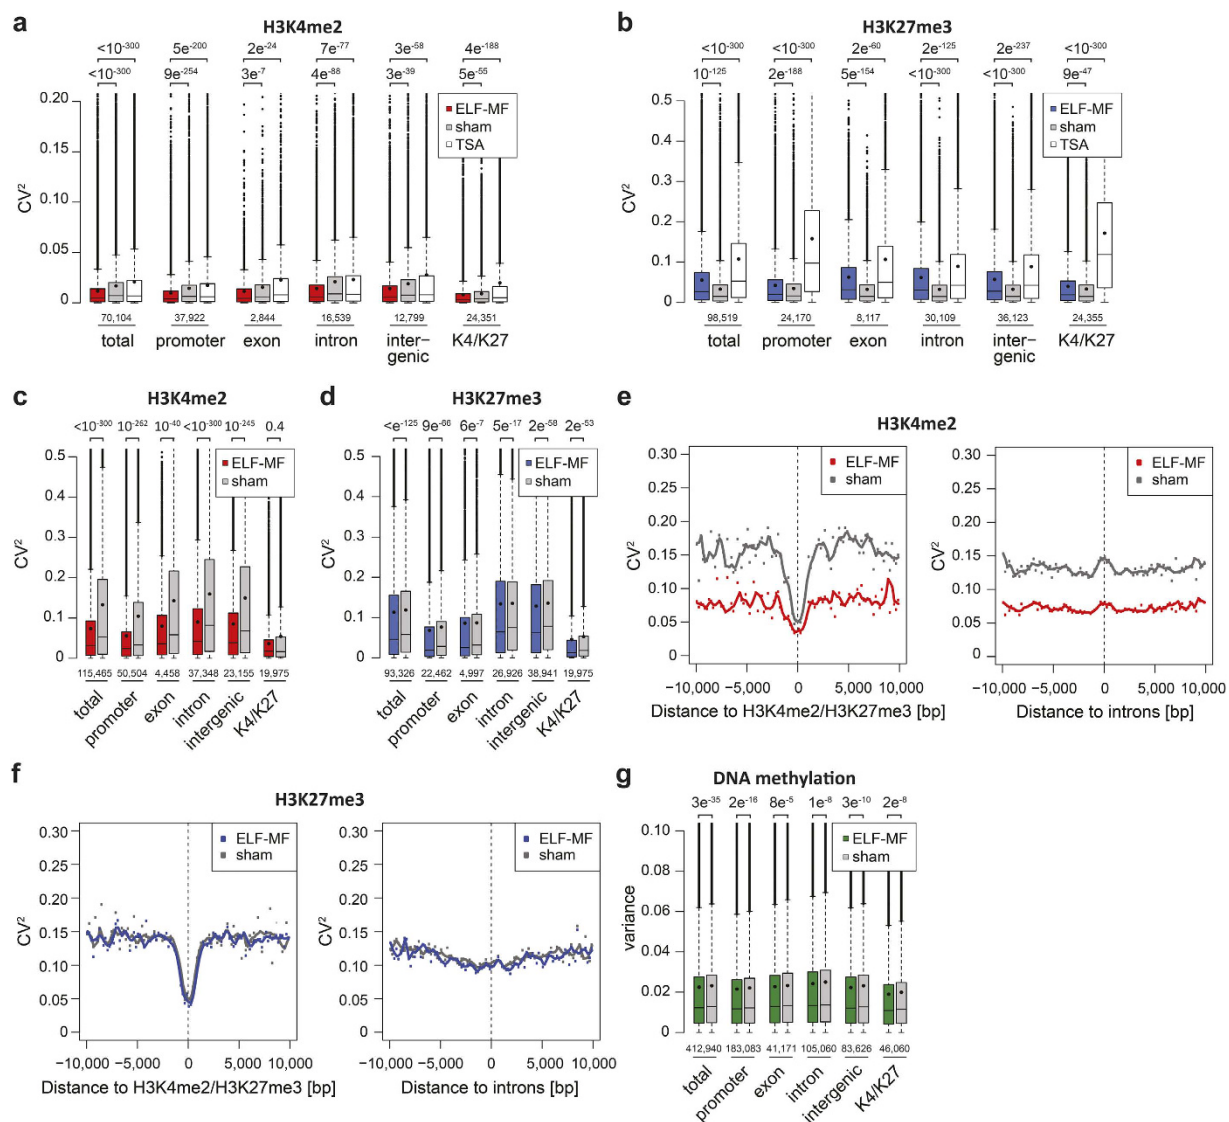 a
H3K4me2
<10⁻³⁰⁰ 5e⁻²⁰⁰ 2e⁻²⁴ 7e⁻⁷⁷ 3e⁻⁵⁸ 4e⁻¹⁸⁸
<10⁻³⁰⁰ 9e⁻²⁵⁴ 3e⁻⁷ 4e⁻⁸⁸ 3e⁻³⁹ 5e⁻⁵⁵
CV²
0.20
0.15
0.10
0.05
0
ELF-MF
sham
TSA
70,104 37,922 2,844 16,539 12,799 24,351
total promoter exon intron inter– K4/K27
genic
b
H3K27me3
<10⁻³⁰⁰ <10⁻³⁰⁰ 2e⁻⁶⁰ 2e⁻¹²⁵ 2e⁻²³⁷ <10⁻³⁰⁰
10⁻¹²⁵ 2e⁻¹⁸⁸ 5e⁻¹⁵⁴ <10⁻³⁰⁰ <10⁻³⁰⁰ 9e⁻⁴⁷
CV²
0.5
0.4
0.3
0.2
0.1
0
ELF-MF
sham
TSA
98,519 24,170 8,117 30,109 36,123 24,355
total promoter exon intron inter– K4/K27
genic
c
H3K4me2
<10⁻³⁰⁰ 10⁻²⁶² 10⁻⁴⁰ <10⁻³⁰⁰ 10⁻²⁴⁵ 0.4
CV²
0.5
0.4
0.3
0.2
0.1
0
ELF-MF
sham
115,465 50,504 4,458 37,348 23,155 19,975
total promoter exon intron intergenic K4/K27
d
H3K27me3
<e⁻¹²⁵ 9e⁻⁶⁶ 6e⁻⁷ 5e⁻¹⁷ 2e⁻⁵⁸ 2e⁻⁵³
CV²
0.5
0.4
0.3
0.2
0.1
0
ELF-MF
sham
93,326 22,462 4,997 26,926 38,941 19,975
total promoter exon intron intergenic K4/K27
e
H3K4me2
CV²
0.30
0.25
0.20
0.15
0.10
0.05
0
ELF-MF
sham
−10,000 −5,000 0 5,000 10,000
Distance to H3K4me2/H3K27me3 [bp]
CV²
0.30
0.25
0.20
0.15
0.10
0.05
0
ELF-MF
sham
−10,000 −5,000 0 5,000 10,000
Distance to introns [bp]
f
H3K27me3
CV²
0.30
0.25
0.20
0.15
0.10
0.05
0
ELF-MF
sham
−10,000 −5,000 0 5,000 10,000
Distance to H3K4me2/H3K27me3 [bp]
CV²
0.30
0.25
0.20
0.15
0.10
0.05
0
ELF-MF
sham
−10,000 −5,000 0 5,000 10,000
Distance to introns [bp]
g
DNA methylation
3e⁻³⁵ 2e⁻¹⁶ 8e⁻⁵ 1e⁻⁸ 3e⁻¹⁰ 2e⁻⁸
variance
0.10
0.08
0.06
0.04
0.02
0
ELF-MF
sham
412,940 183,083 41,171 105,060 83,626 46,060
total promoter exon intron intergenic K4/K27